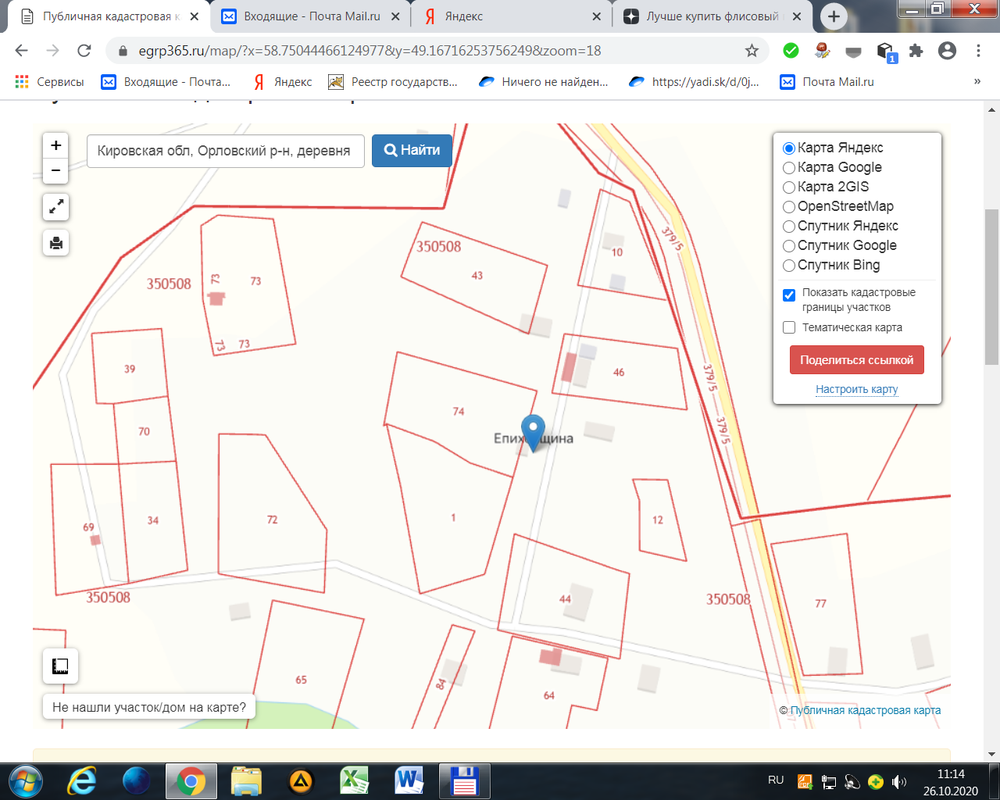 Публичная кадастровая к
Входящие - Почта Mail.ru
Яндекс
Лучше купить флисовый
egrp365.ru/map/?x=58.75044466124977&y=49.16716253756249&zoom=18
Сервисы
Входящие - Почта...
Яндекс
Реестр государств...
Ничего не найден...
https://yadi.sk/d/0j...
Почта Mail.ru
»
1
+
−
Кировская обл, Орловский р-н, деревня
Найти
Карта Яндекс
Карта Google
Карта 2GIS
OpenStreetMap
Спутник Яндекс
Спутник Google
Спутник Bing
Показать кадастровые
границы участков
Тематическая карта
Поделиться ссылкой
Настроить карту
350508
43
10
379/5
350508
73
73
73
73
39
46
379/5
74
70
379/5
69
34
72
1
12
350508
44
350508
77
65
84
64
Не нашли участок/дом на карте?
© Публичная кадастровая карта
RU
11:14
26.10.2020